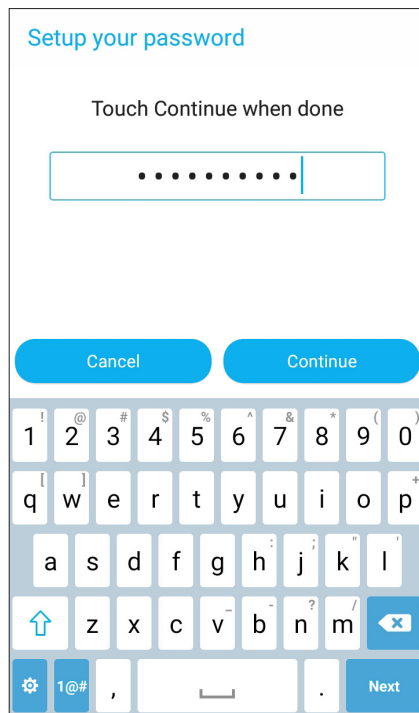 Setup your password
Touch Continue when done
••••••••••
Cancel Continue
! @ # $ % ^ & * ( )
1 2 3 4 5 6 7 8 9 0
[ ] +
q w e r t y u i o p
: ; " '
a s d f g h j k l
_ - ? /
z x c v b n m
1@# , . Next